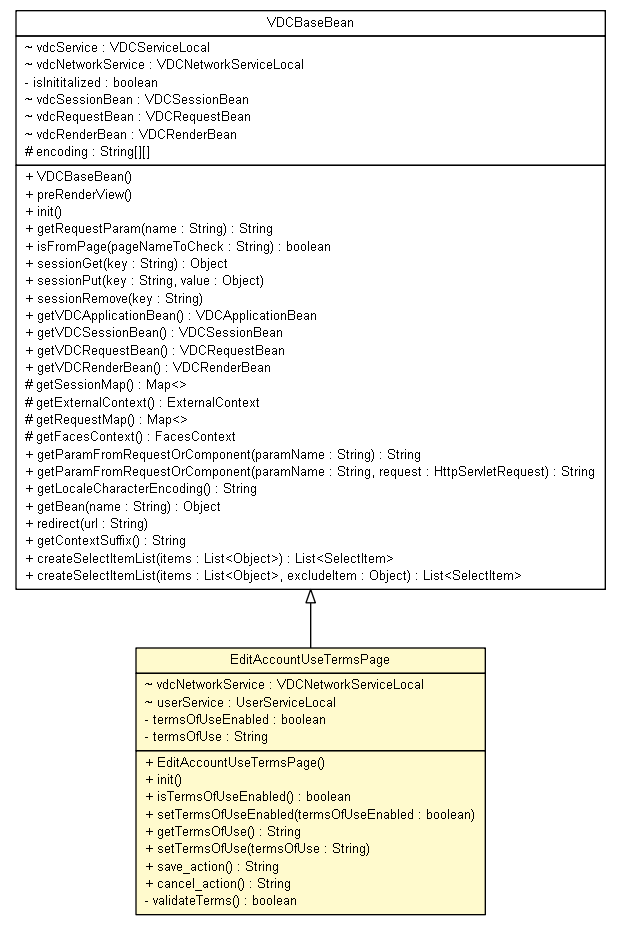 VDCBaseBean
~ vdcService : VDCServiceLocal
~ vdcNetworkService : VDCNetworkServiceLocal
- isInititalized : boolean
~ vdcSessionBean : VDCSessionBean
~ vdcRequestBean : VDCRequestBean
~ vdcRenderBean : VDCRenderBean
# encoding : String[][]
+ VDCBaseBean()
+ preRenderView()
+ init()
+ getRequestParam(name : String) : String
+ isFromPage(pageNameToCheck : String) : boolean
+ sessionGet(key : String) : Object
+ sessionPut(key : String, value : Object)
+ sessionRemove(key : String)
+ getVDCApplicationBean() : VDCApplicationBean
+ getVDCSessionBean() : VDCSessionBean
+ getVDCRequestBean() : VDCRequestBean
+ getVDCRenderBean() : VDCRenderBean
# getSessionMap() : Map<>
# getExternalContext() : ExternalContext
# getRequestMap() : Map<>
# getFacesContext() : FacesContext
+ getParamFromRequestOrComponent(paramName : String) : String
+ getParamFromRequestOrComponent(paramName : String, request : HttpServletRequest) : String
+ getLocaleCharacterEncoding() : String
+ getBean(name : String) : Object
+ redirect(url : String)
+ getContextSuffix() : String
+ createSelectItemList(items : List<Object>) : List<SelectItem>
+ createSelectItemList(items : List<Object>, excludeItem : Object) : List<SelectItem>
EditAccountUseTermsPage
~ vdcNetworkService : VDCNetworkServiceLocal
~ userService : UserServiceLocal
- termsOfUseEnabled : boolean
- termsOfUse : String
+ EditAccountUseTermsPage()
+ init()
+ isTermsOfUseEnabled() : boolean
+ setTermsOfUseEnabled(termsOfUseEnabled : boolean)
+ getTermsOfUse() : String
+ setTermsOfUse(termsOfUse : String)
+ save_action() : String
+ cancel_action() : String
- validateTerms() : boolean